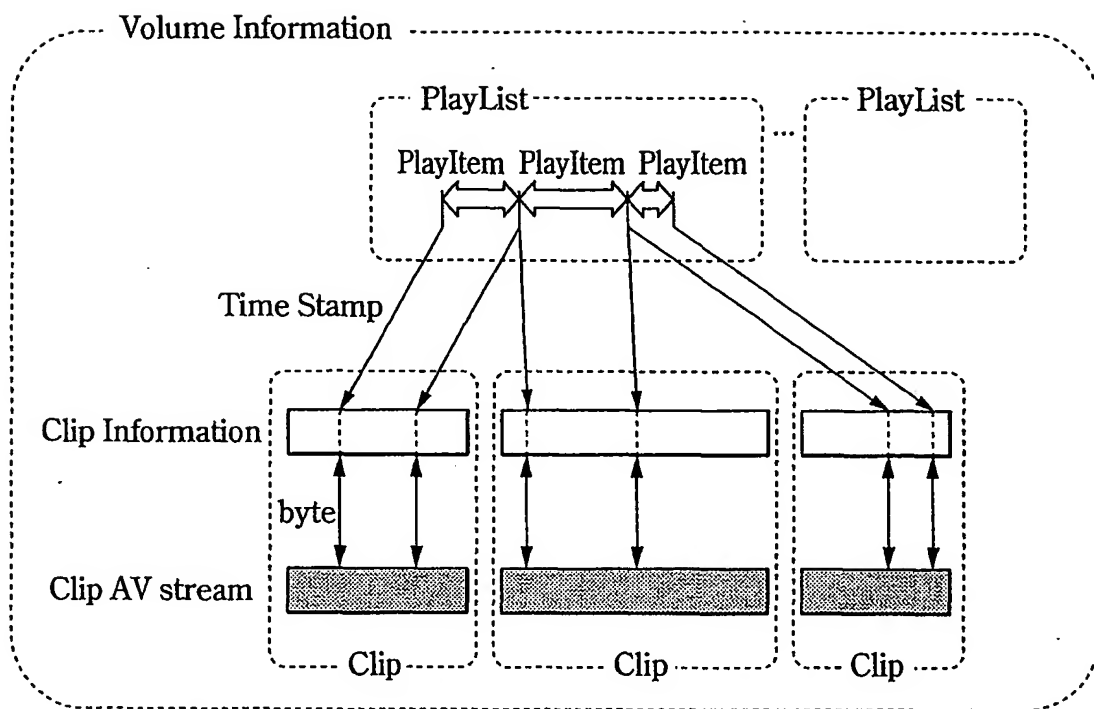 Volume Information
PlayList
...
PlayList
PlayItem PlayItem PlayItem
Time Stamp
Clip Information
byte
Clip AV stream
Clip
Clip
Clip